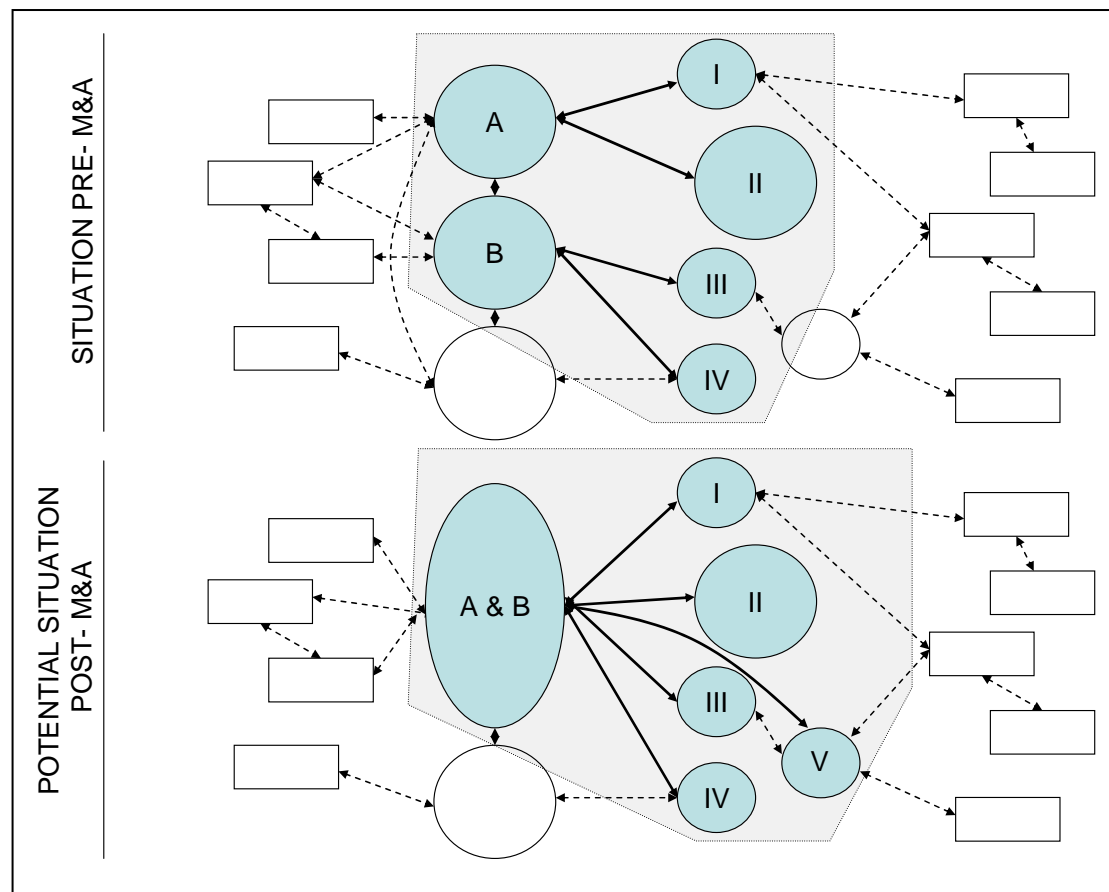 SITUATION PRE- M&A
A
I
II
B
III
IV
POTENTIAL SITUATION
POST- M&A
I
A & B
II
III
V
IV